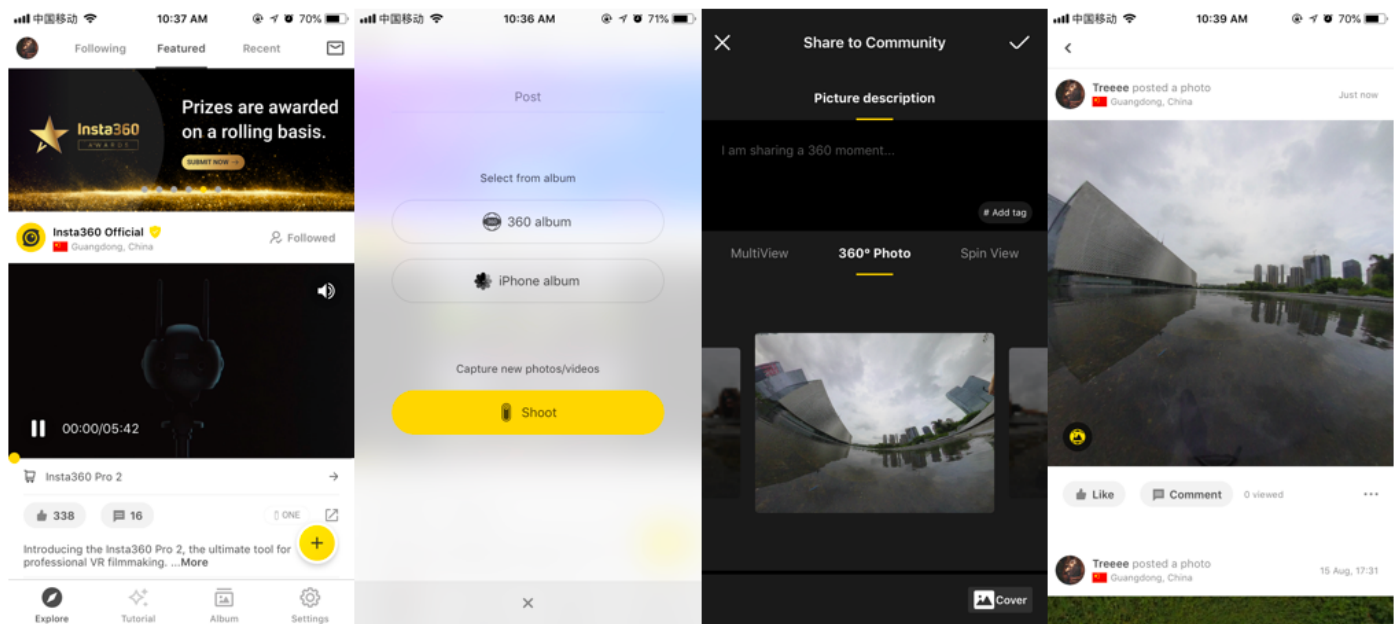 中国移动
10:37 AM
70%
Following
Featured
Recent
Insta360
AWARDS
Prizes are awarded
on a rolling basis.
SUBMIT NOW →
Insta360 Official
Guangdong, China
Followed
00:00/05:42
Insta360 Pro 2
338
16
ONE
Introducing the Insta360 Pro 2, the ultimate tool for
professional VR filmmaking. ...More
Explore
Tutorial
Album
Settings
中国移动
10:36 AM
71%
Post
Select from album
360 album
iPhone album
Capture new photos/videos
Shoot
Share to Community
Picture description
I am sharing a 360 moment...
# Add tag
MultiView
360° Photo
Spin View
Cover
中国移动
10:39 AM
70%
Treeee posted a photo
Guangdong, China
Just now
Like
Comment
0 viewed
Treeee posted a photo
Guangdong, China
15 Aug, 17:31